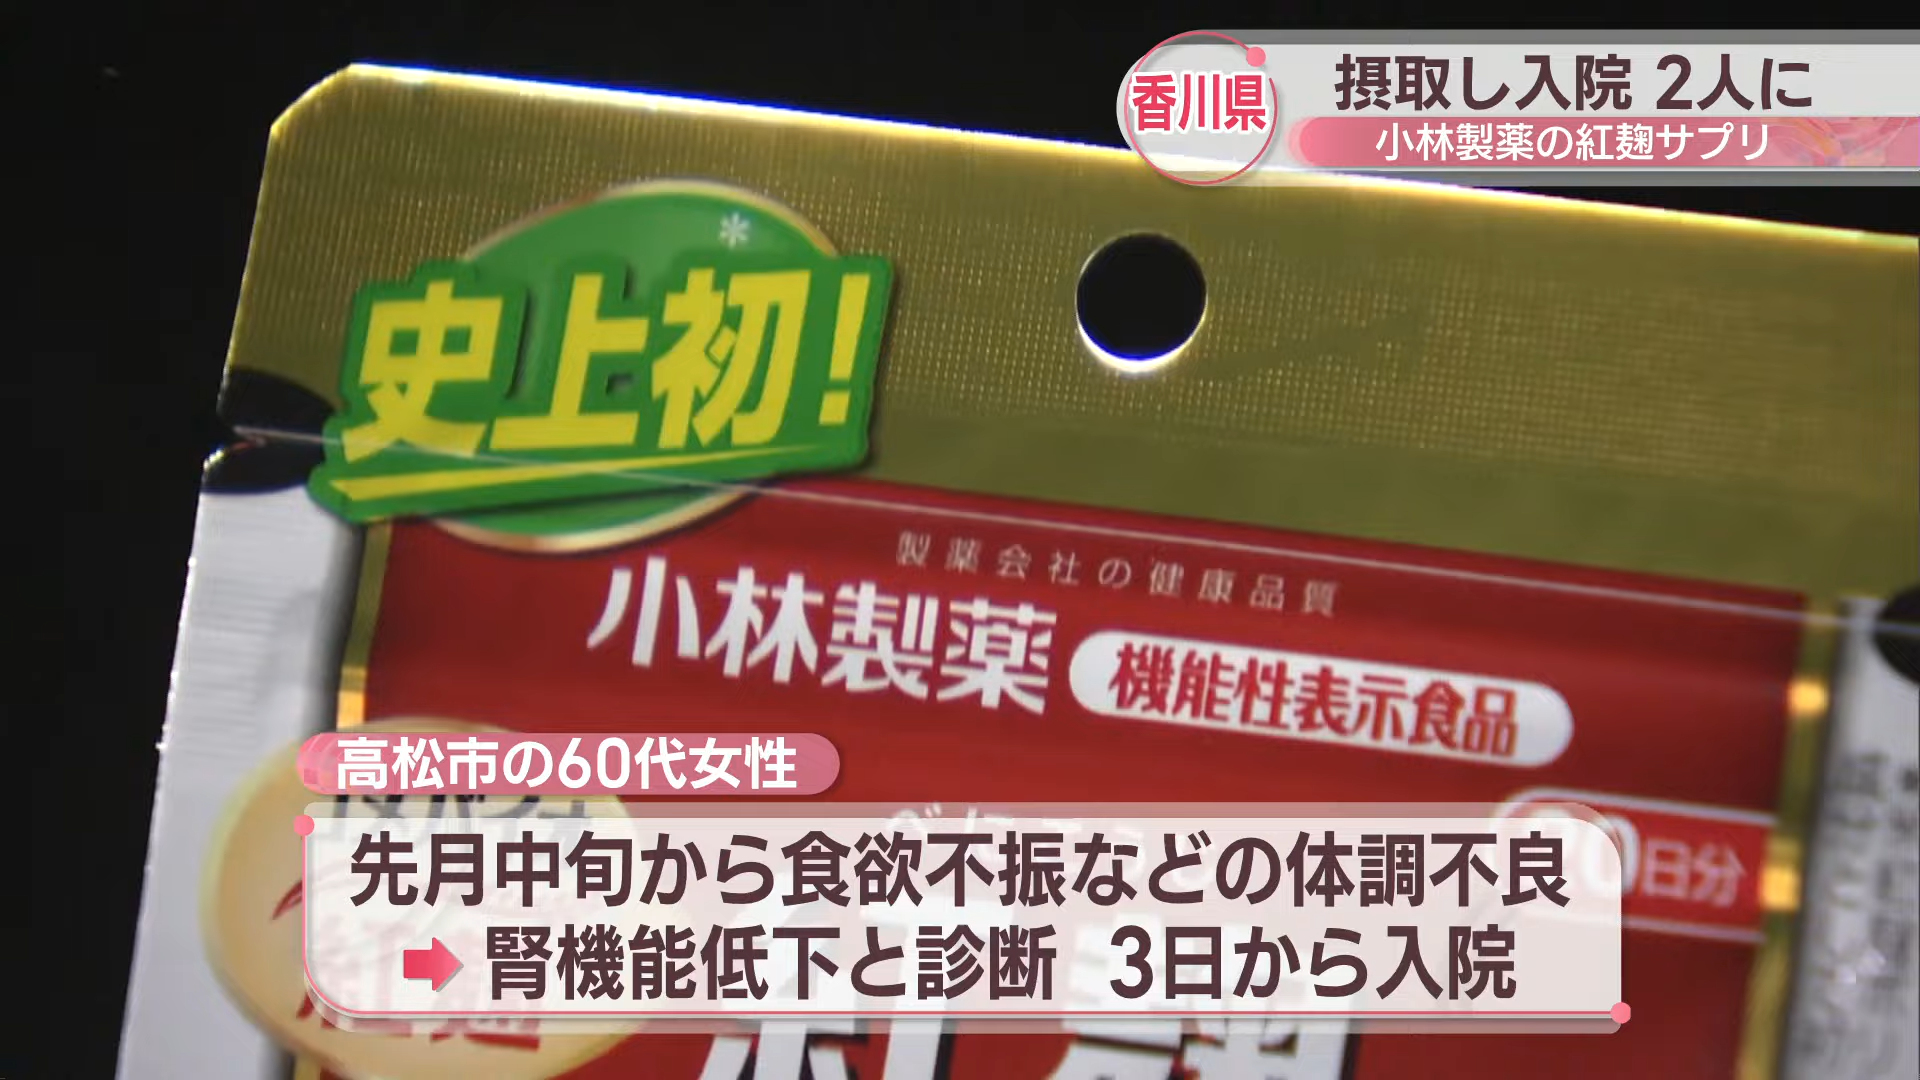 香川県
摂取し入院 2人に
小林製薬の紅麹サプリ
*
史上初!
製薬会社の健康品質
小林製薬
機能性表示食品
高松市の60代女性
日分
先月中旬から食欲不振などの体調不良
➡ 腎機能低下と診断 3日から入院
紅麹